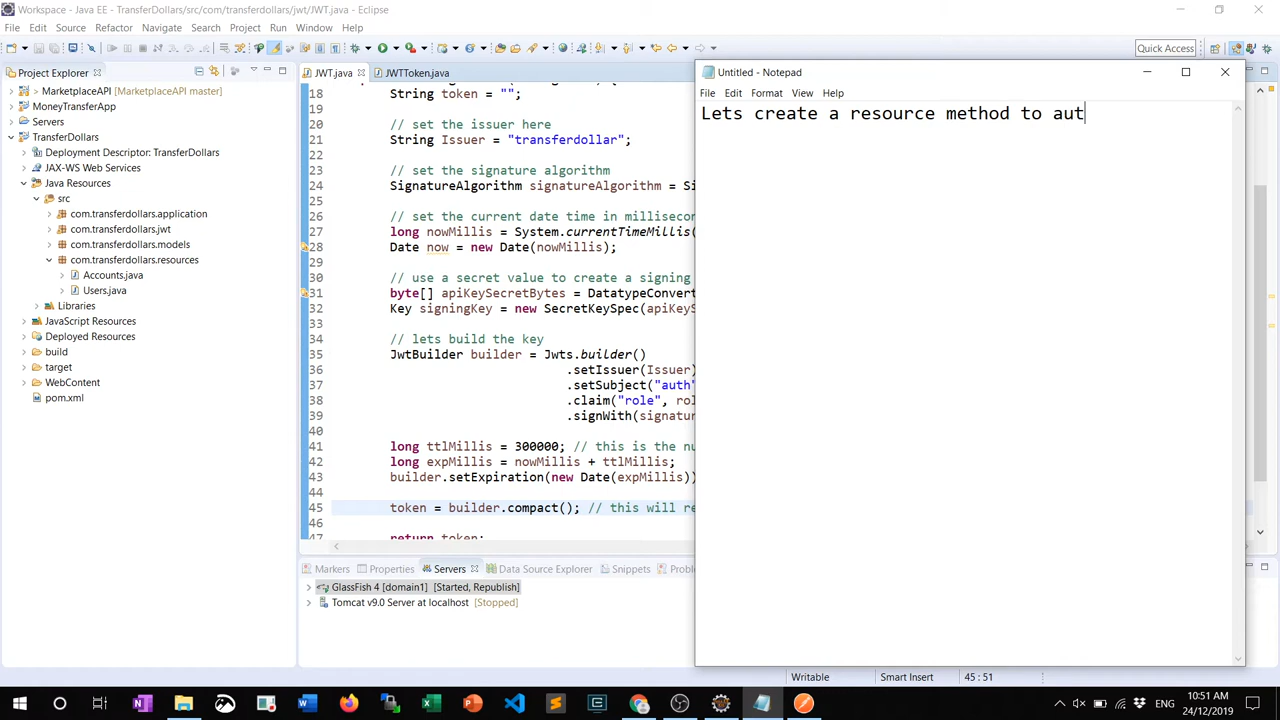 Workspace - Java EE - TransferDollars/src/com/transferdollars/jwt/JWT.java - Eclipse
File Edit Source Refactor Navigate Search Project Run Window Help
Quick Access
Project Explorer
JWT.java
JWTToken.java
> MarketplaceAPI [MarketplaceAPI master]
MoneyTransferApp
Servers
TransferDollars
Deployment Descriptor: TransferDollars
JAX-WS Web Services
Java Resources
src
com.transferdollars.application
com.transferdollars.jwt
com.transferdollars.models
com.transferdollars.resources
Accounts.java
Users.java
Libraries
JavaScript Resources
Deployed Resources
build
target
WebContent
pom.xml
18 String token = "";
19
20 // set the issuer here
21 String Issuer = "transferdollar";
22
23 // set the signature algorithm
24 SignatureAlgorithm signatureAlgorithm = Si
25
26 // set the current date time in millisecon
27 long nowMillis = System.currentTimeMillis(
28 Date now = new Date(nowMillis);
29
30 // use a secret value to create a signing
31 byte[] apiKeySecretBytes = DatatypeConvert
32 Key signingKey = new SecretKeySpec(apiKeyS
33
34 // lets build the key
35 JwtBuilder builder = Jwts.builder()
36 .setIssuer(Issuer)
37 .setSubject("auth"
38 .claim("role", rol
39 .signWith(signatur
40
41 long ttlMillis = 300000; // this is the nu
42 long expMillis = nowMillis + ttlMillis;
43 builder.setExpiration(new Date(expMillis))
44
45 token = builder.compact(); // this will re
46
47 return token;
Markers Properties Servers Data Source Explorer Snippets Probl
GlassFish 4 [domain1] [Started, Republish]
Tomcat v9.0 Server at localhost [Stopped]
Untitled - Notepad
File Edit Format View Help
Lets create a resource method to aut
Writable Smart Insert 45 : 51
ENG
10:51 AM
24/12/2019